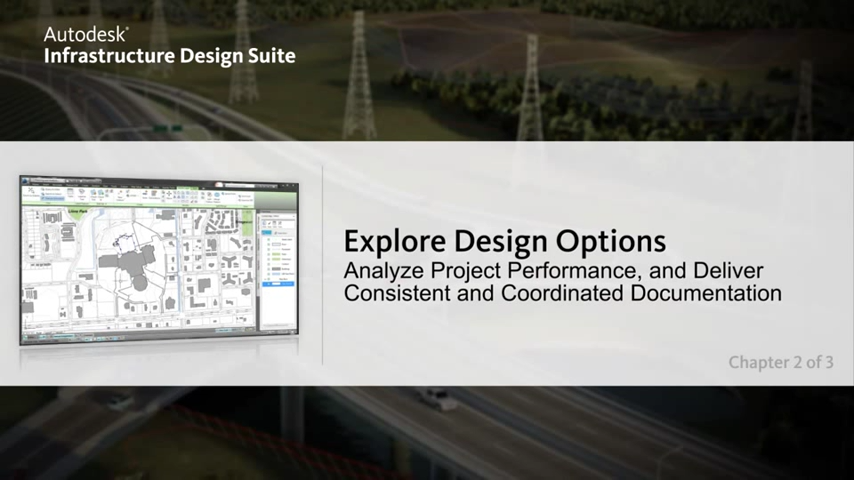 Autodesk®
Infrastructure Design Suite
Explore Design Options
Analyze Project Performance, and Deliver
Consistent and Coordinated Documentation
Chapter 2 of 3